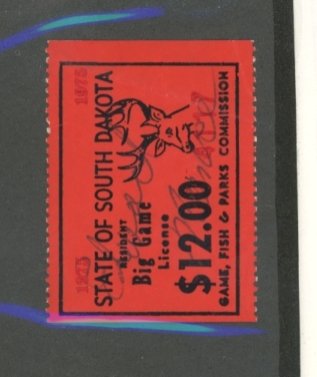 1975 1975
STATE OF SOUTH DAKOTA
RESIDENT
Big Game
License
$12.00
GAME, FISH & PARKS COMMISSION